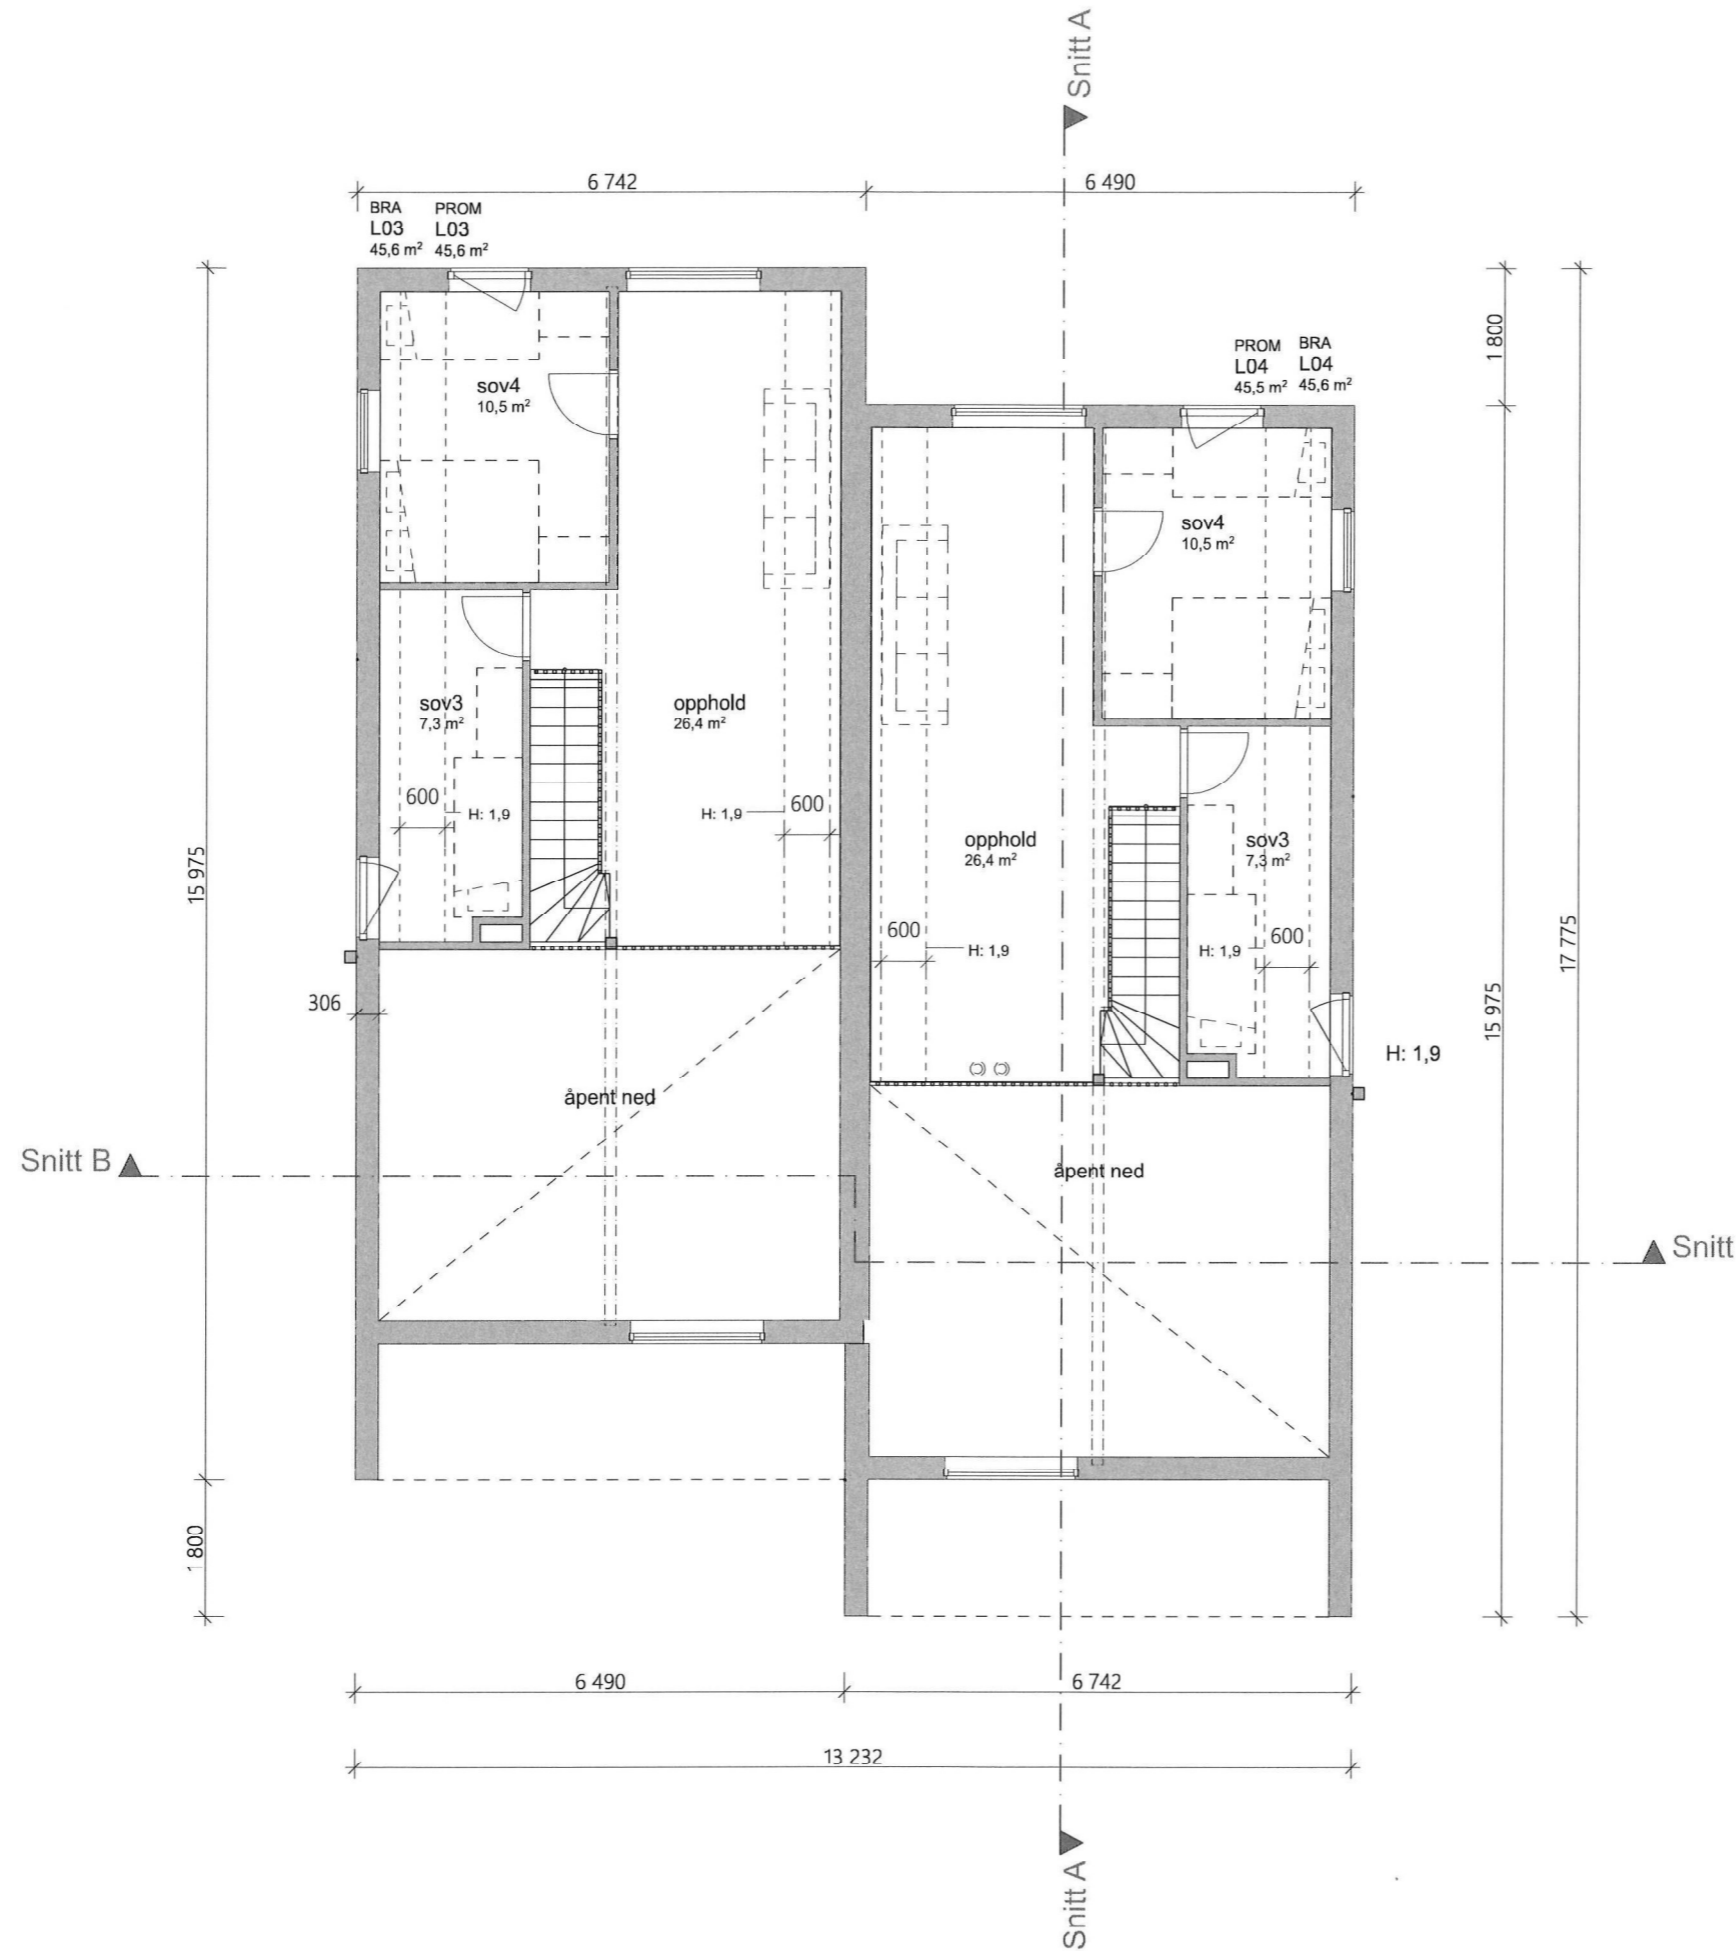 Snitt A
6 742
6 490
BRA
L03
45,6 m²
PROM
L03
45,6 m²
1 800
PROM
L04
45,5 m²
BRA
L04
45,6 m²
sov4
10,5 m²
sov4
10,5 m²
sov3
7,3 m²
opphold
26,4 m²
600
H: 1,9
H: 1,9
600
opphold
26,4 m²
sov3
7,3 m²
15 975
600
H: 1,9
H: 1,9
600
17 775
15 975
306
H: 1,9
åpent ned
Snitt B
åpent ned
Snitt
1 800
6 490
6 742
13 232
Snitt A